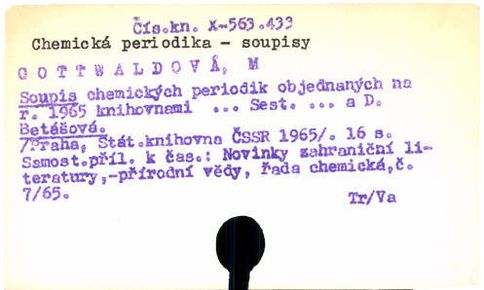 Čís.kn. X-563.433
Chemická periodika - soupisy
GOTTWALDOVÁ, M
Soupis chemických periodik objednaných na
r. 1965 knihovnami ... Sest. ... a D.
Betášová.
/Praha, Stát.knihovna ČSSR 1965/. 16 s.
Samost.příl. k čas.: Novinky zahraniční li-
teratury,-přírodní vědy, řada chemická,č.
7/65.
Tr/Va